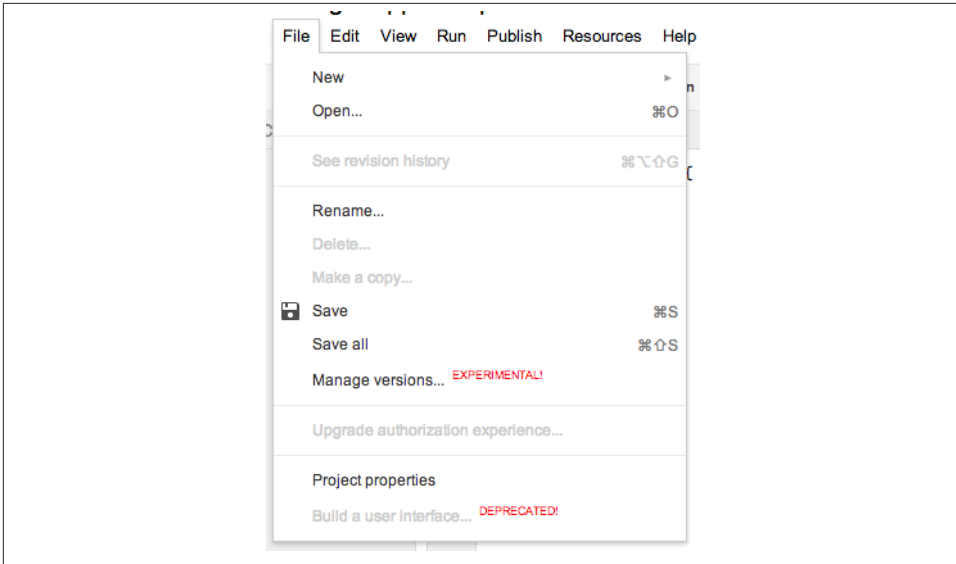 File Edit View Run Publish Resources Help
New ►
Open... ⌘O
See revision history ⌘⌥⇧G
Rename...
Delete...
Make a copy...
Save ⌘S
Save all ⌘⇧S
Manage versions... EXPERIMENTAL!
Upgrade authorization experience...
Project properties
Build a user interface... DEPRECATED!